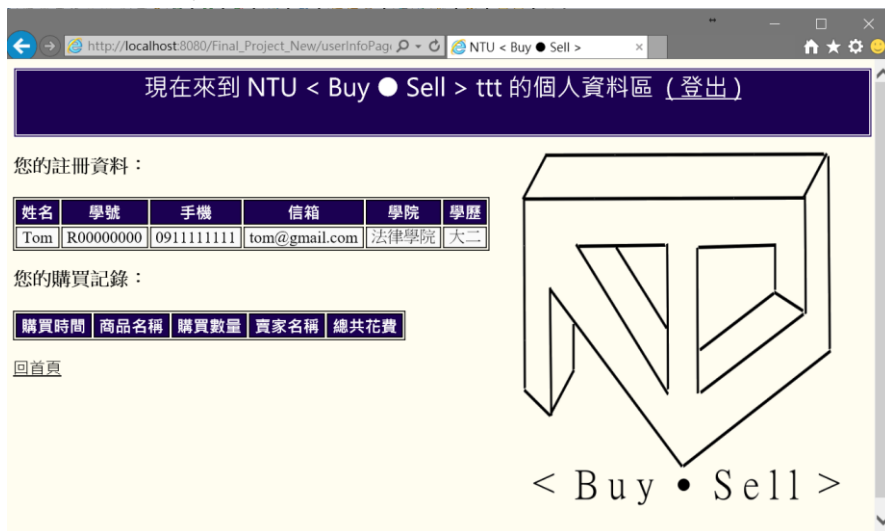 http://localhost:8080/Final_Project_New/userInfoPag
NTU < Buy ● Sell >
現在來到 NTU < Buy ● Sell > ttt 的個人資料區 (登出)
您的註冊資料：
姓名 學號 手機 信箱 學院 學歷
Tom R00000000 0911111111 tom@gmail.com 法律學院 大二
您的購買記錄：
購買時間 商品名稱 購買數量 賣家名稱 總共花費
回首頁
< Buy • Sell >